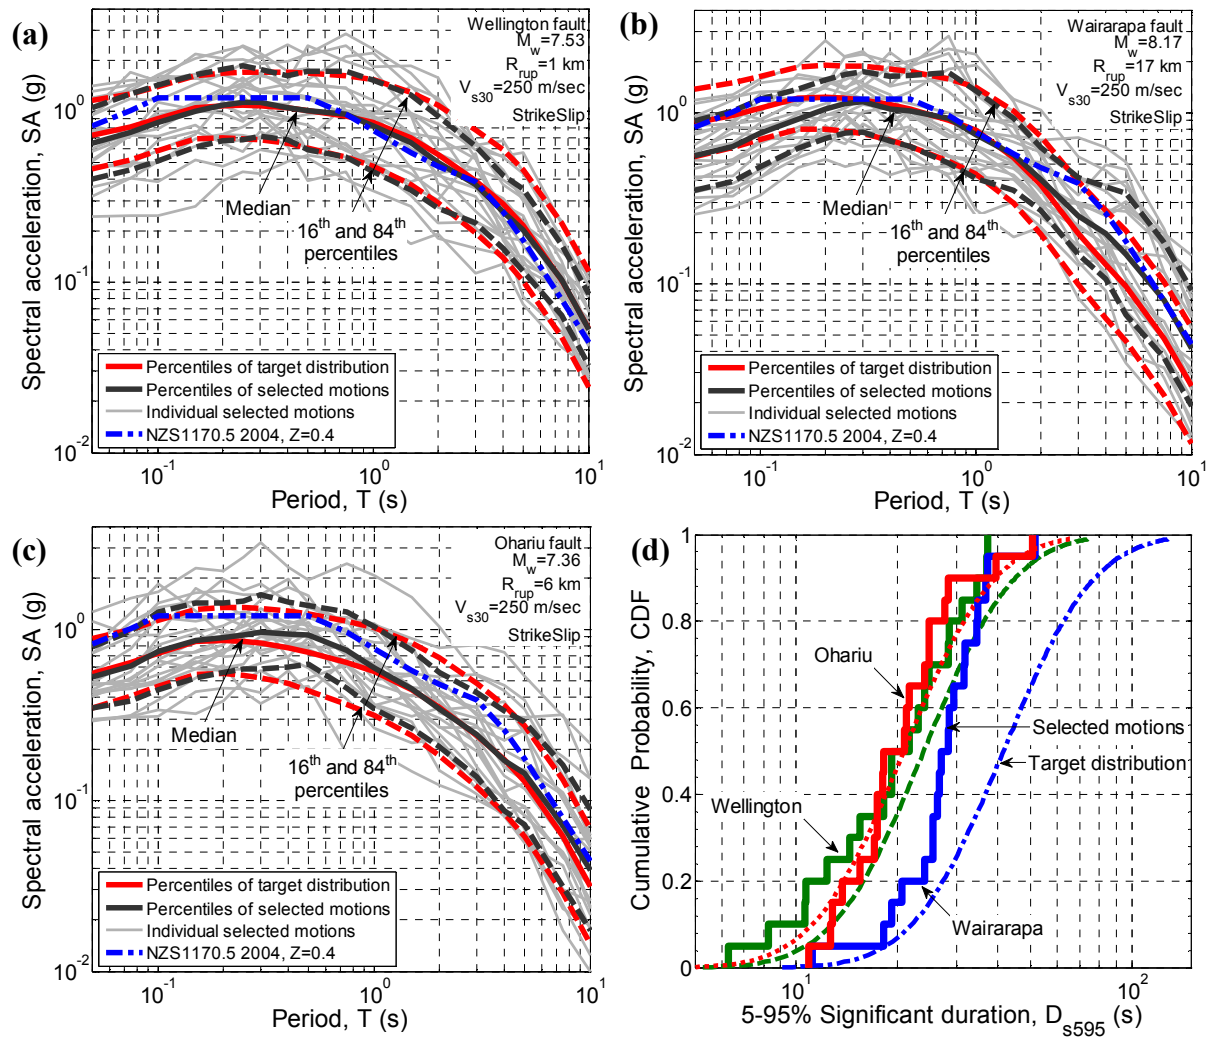 (a)
Wellington fault
Mw=7.53
Rrup=1 km
Vs30=250 m/sec
StrikeSlip
Spectral acceleration, SA (g)
10^0
10^-1
10^-2
Median
16th and 84th
percentiles
Percentiles of target distribution
Percentiles of selected motions
Individual selected motions
NZS1170.5 2004, Z=0.4
10^-1
10^0
10^1
Period, T (s)
(b)
Wairarapa fault
Mw=8.17
Rrup=17 km
Vs30=250 m/sec
StrikeSlip
Spectral acceleration, SA (g)
10^0
10^-1
10^-2
Median
16th and 84th
percentiles
Percentiles of target distribution
Percentiles of selected motions
Individual selected motions
NZS1170.5 2004, Z=0.4
10^-1
10^0
10^1
Period, T (s)
(c)
Ohariu fault
Mw=7.36
Rrup=6 km
Vs30=250 m/sec
StrikeSlip
Spectral acceleration, SA (g)
10^0
10^-1
10^-2
Median
16th and 84th
percentiles
Percentiles of target distribution
Percentiles of selected motions
Individual selected motions
NZS1170.5 2004, Z=0.4
10^-1
10^0
10^1
Period, T (s)
(d)
Cumulative Probability, CDF
1
0.8
0.6
0.4
0.2
0
Ohariu
Selected motions
Target distribution
Wellington
Wairarapa
10^1
10^2
5-95% Significant duration, Ds595 (s)